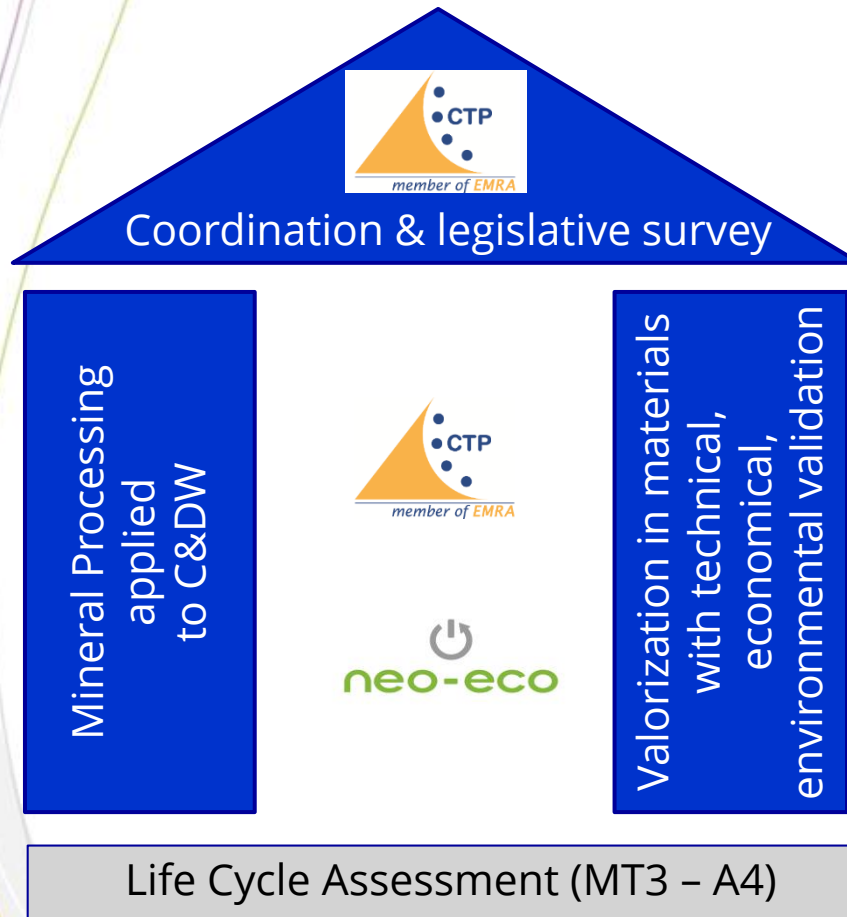 CTP
member of EMRA
Coordination & legislative survey
Mineral Processing
applied
to C&DW
CTP
member of EMRA
neo-eco
Valorization in materials
with technical,
economical,
environmental validation
Life Cycle Assessment (MT3 – A4)